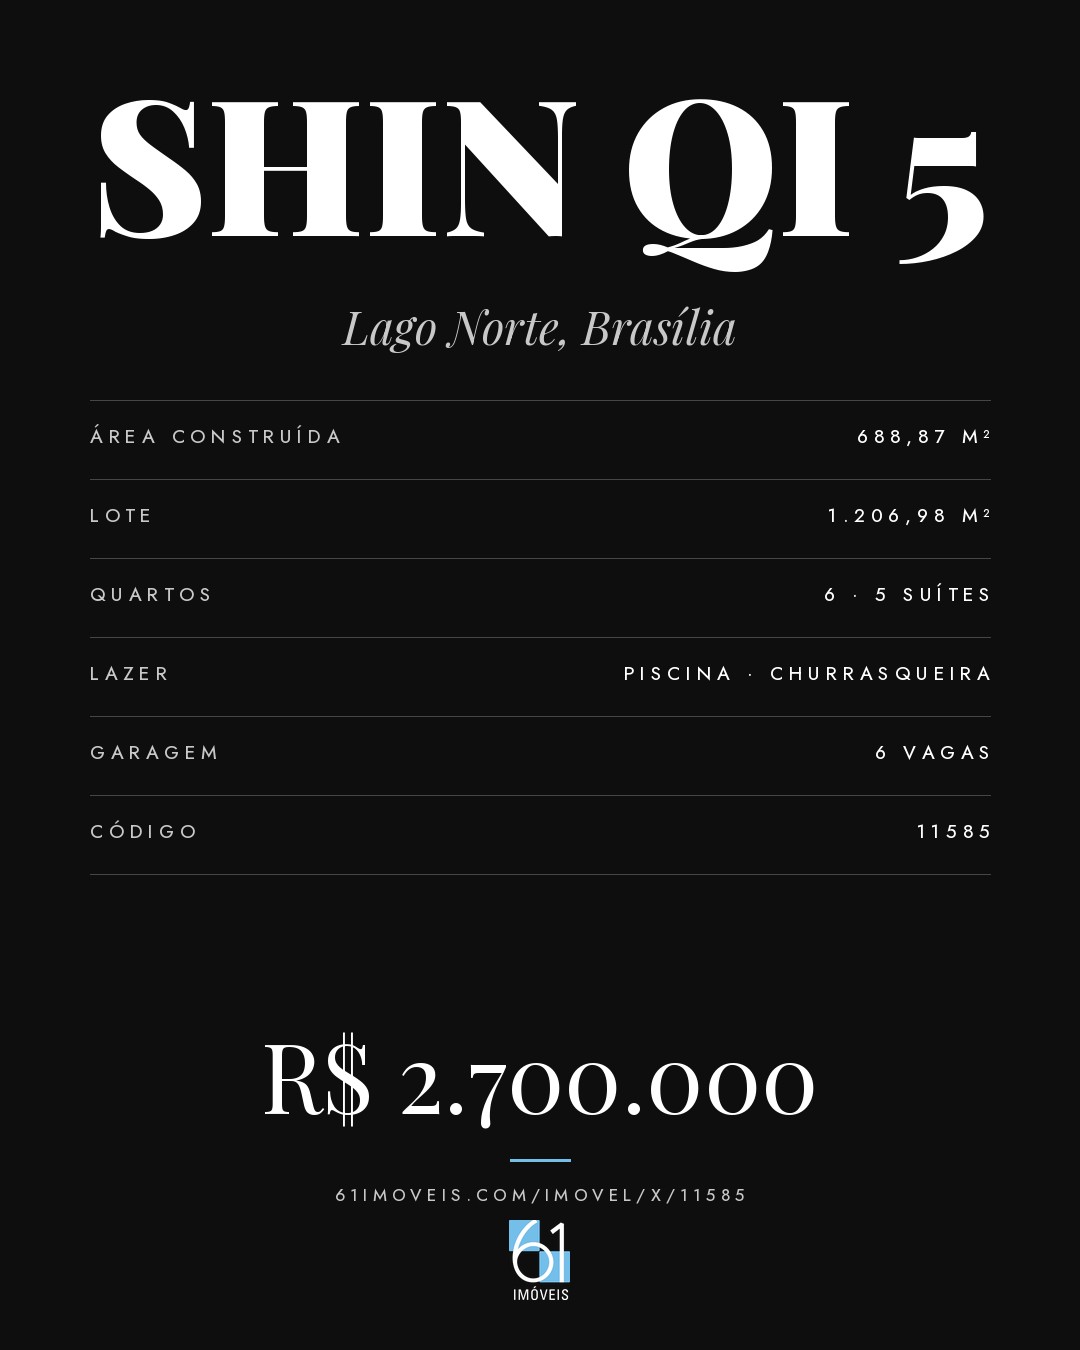 SHIN QI 5
Lago Norte, Brasília
ÁREA CONSTRUÍDA 688,87 M²
LOTE 1.206,98 M²
QUARTOS 6 · 5 SUÍTES
LAZER PISCINA · CHURRASQUEIRA
GARAGEM 6 VAGAS
CÓDIGO 11585
R$ 2.700.000
61IMOVEIS.COM/IMOVEL/X/11585
61
IMÓVEIS